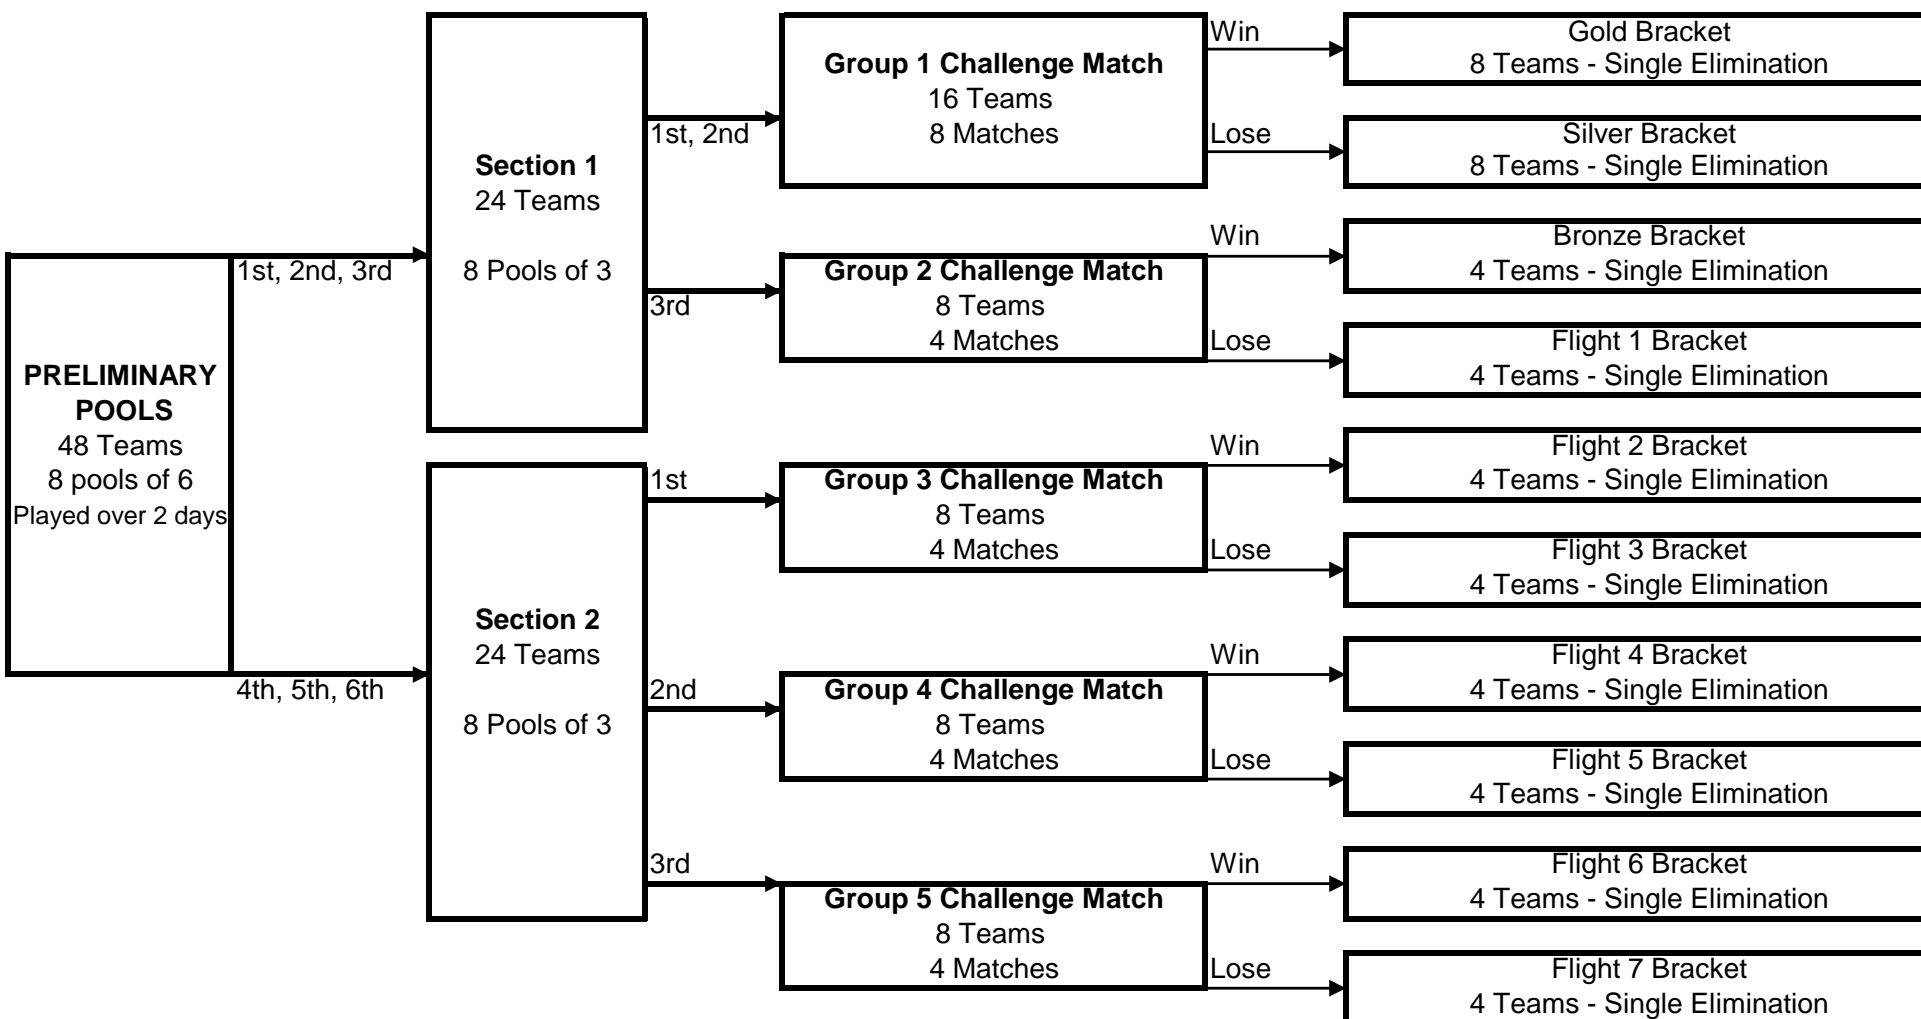 PRELIMINARY
POOLS
48 Teams
8 pools of 6
Played over 2 days
1st, 2nd, 3rd
4th, 5th, 6th
Section 1
24 Teams
8 Pools of 3
1st, 2nd
3rd
Section 2
24 Teams
8 Pools of 3
1st
2nd
3rd
Group 1 Challenge Match
16 Teams
8 Matches
Win
Lose
Group 2 Challenge Match
8 Teams
4 Matches
Win
Lose
Group 3 Challenge Match
8 Teams
4 Matches
Win
Lose
Group 4 Challenge Match
8 Teams
4 Matches
Win
Lose
Group 5 Challenge Match
8 Teams
4 Matches
Win
Lose
Gold Bracket
8 Teams - Single Elimination
Silver Bracket
8 Teams - Single Elimination
Bronze Bracket
4 Teams - Single Elimination
Flight 1 Bracket
4 Teams - Single Elimination
Flight 2 Bracket
4 Teams - Single Elimination
Flight 3 Bracket
4 Teams - Single Elimination
Flight 4 Bracket
4 Teams - Single Elimination
Flight 5 Bracket
4 Teams - Single Elimination
Flight 6 Bracket
4 Teams - Single Elimination
Flight 7 Bracket
4 Teams - Single Elimination